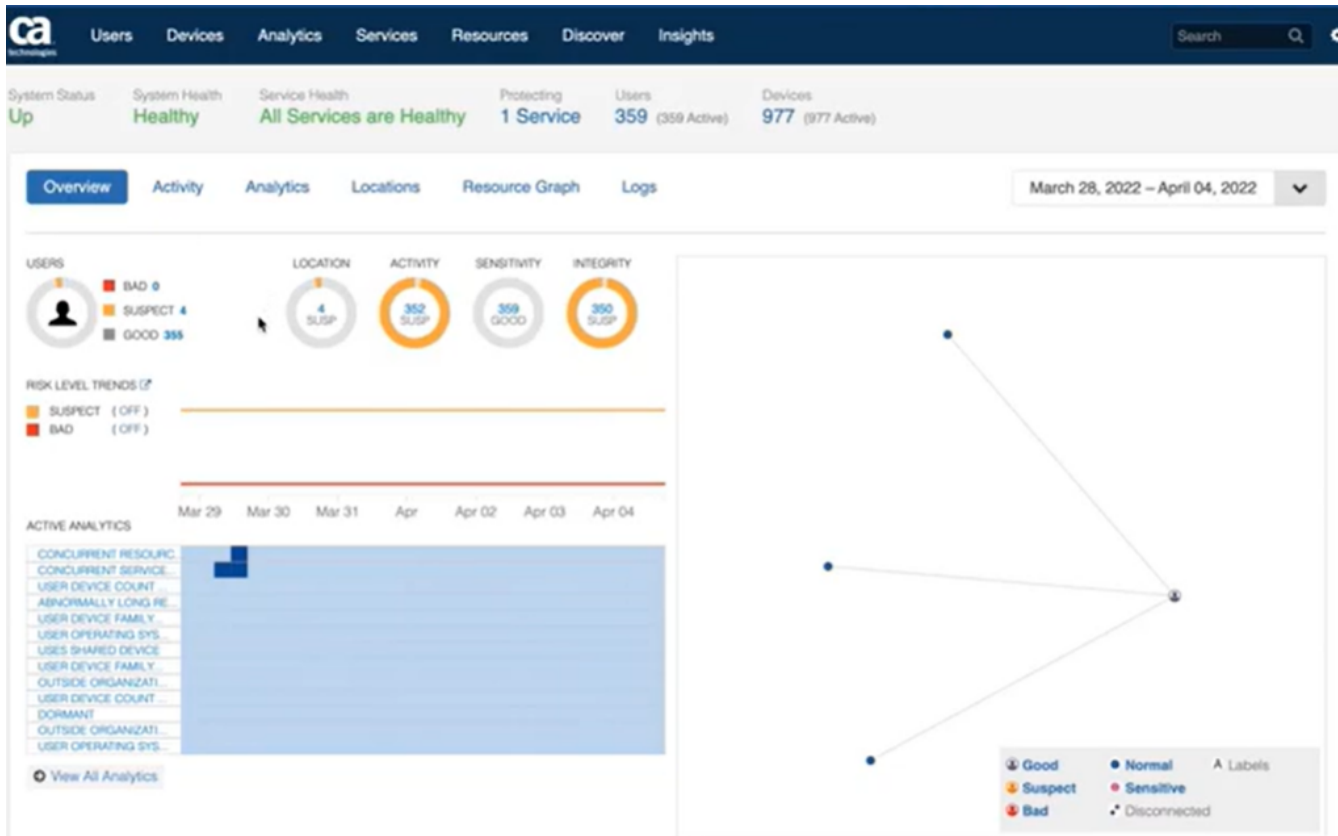 ca
technologies
Users Devices Analytics Services Resources Discover Insights
Search
System Status System Health Service Health Protecting Users Devices
Up Healthy All Services are Healthy 1 Service 359 (359 Active) 977 (977 Active)
Overview Activity Analytics Locations Resource Graph Logs
March 28, 2022 – April 04, 2022
USERS
BAD 0
SUSPECT 4
GOOD 355
LOCATION ACTIVITY SENSITIVITY INTEGRITY
4 352 359 350
SUSP SUSP GOOD SUSP
RISK LEVEL TRENDS
SUSPECT (OFF)
BAD (OFF)
Mar 29 Mar 30 Mar 31 Apr Apr 02 Apr 03 Apr 04
ACTIVE ANALYTICS
CONCURRENT RESOURC...
CONCURRENT SERVICE...
USER DEVICE COUNT ...
ABNORMALLY LONG RE...
USER DEVICE FAMILY...
USER OPERATING SYS...
USES SHARED DEVICE
USER DEVICE FAMILY...
OUTSIDE ORGANIZATI...
USER DEVICE COUNT ...
DORMANT
OUTSIDE ORGANIZATI...
USER OPERATING SYS...
View All Analytics
Good Normal A Labels
Suspect Sensitive
Bad Disconnected